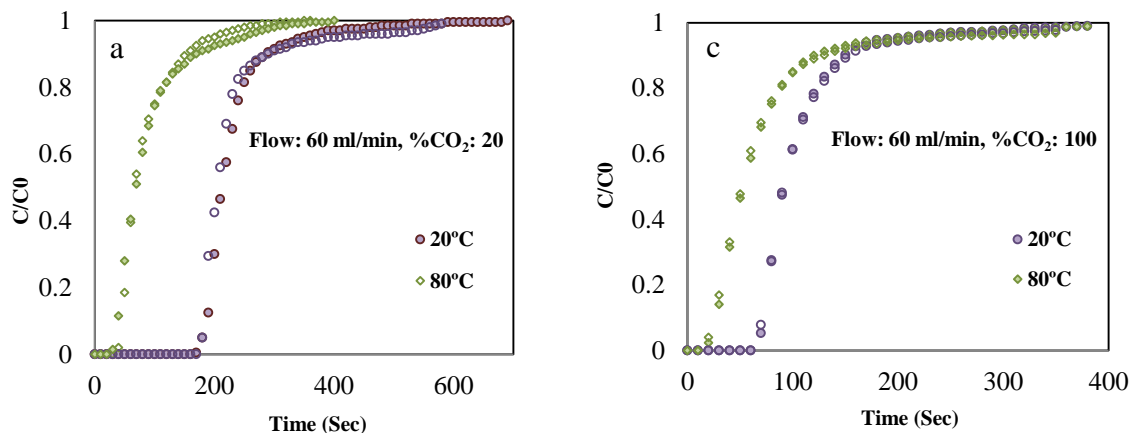 a
1
0.8
0.6
0.4
0.2
0
C/C0
Flow: 60 ml/min, %CO₂: 20
20ºC
80ºC
0 200 400 600
Time (Sec)
c
1
0.8
0.6
0.4
0.2
0
C/C0
Flow: 60 ml/min, %CO₂: 100
20ºC
80ºC
0 100 200 300 400
Time (Sec)